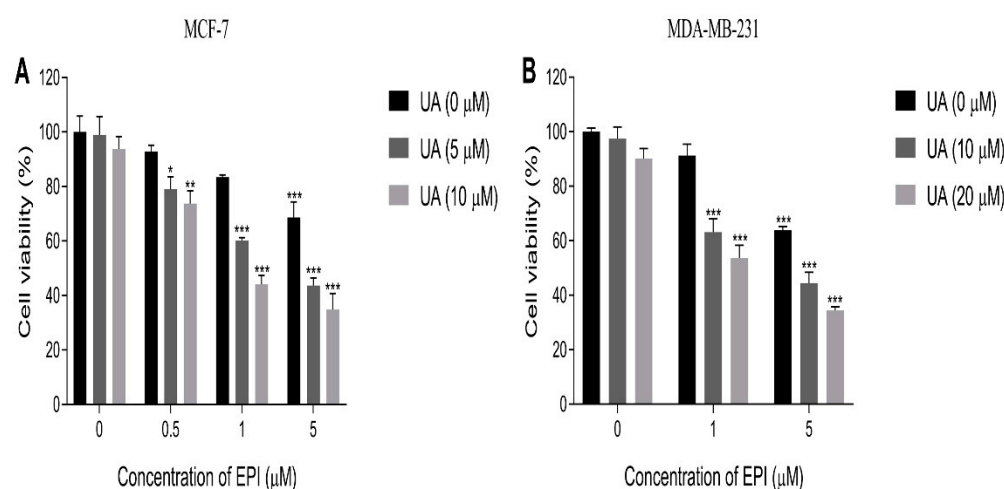 MCF-7
A
120
100
80
60
40
20
0
Cell viability (%)
* ** *** *** *** *** ***
0 0.5 1 5
Concentration of EPI (μM)
UA (0 μM)
UA (5 μM)
UA (10 μM)
MDA-MB-231
B
120
100
80
60
40
20
0
Cell viability (%)
*** *** *** *** ***
0 1 5
Concentration of EPI (μM)
UA (0 μM)
UA (10 μM)
UA (20 μM)